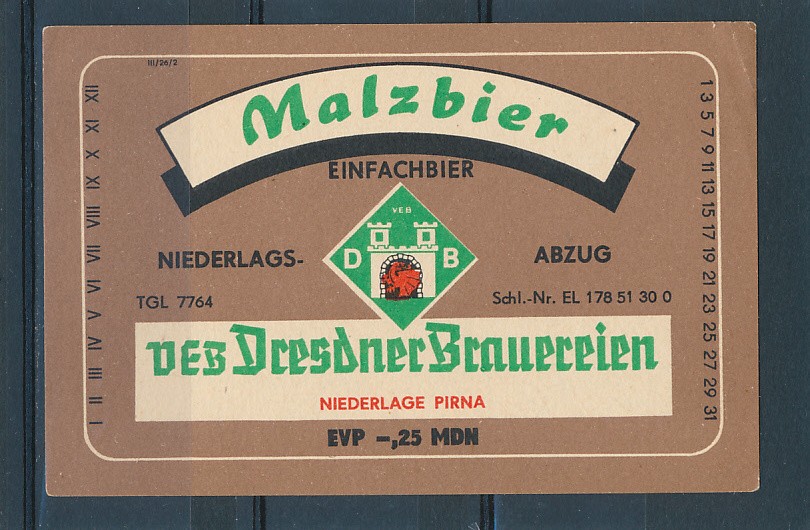 III/26/2
Malzbier
EINFACHBIER
VEB
D B
NIEDERLAGS- ABZUG
TGL 7764
Schl.-Nr. EL 178 51 30 0
VEB Dresdner Brauereien
NIEDERLAGE PIRNA
EVP -,25 MDN
I II III IV V VI VII VIII IX X XI XII
1 3 5 7 9 11 13 15 17 19 21 23 25 27 29 31